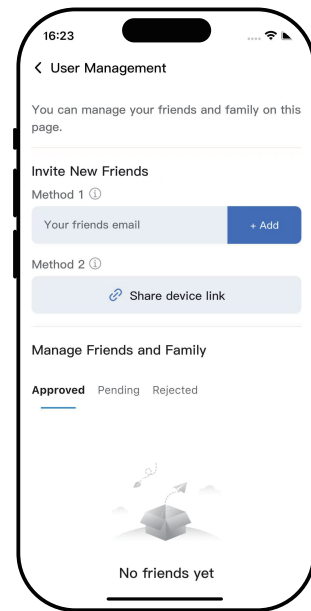 16:23
User Management
You can manage your friends and family on this
page.
Invite New Friends
Method 1
Your friends email
+ Add
Method 2
Share device link
Manage Friends and Family
Approved Pending Rejected
No friends yet